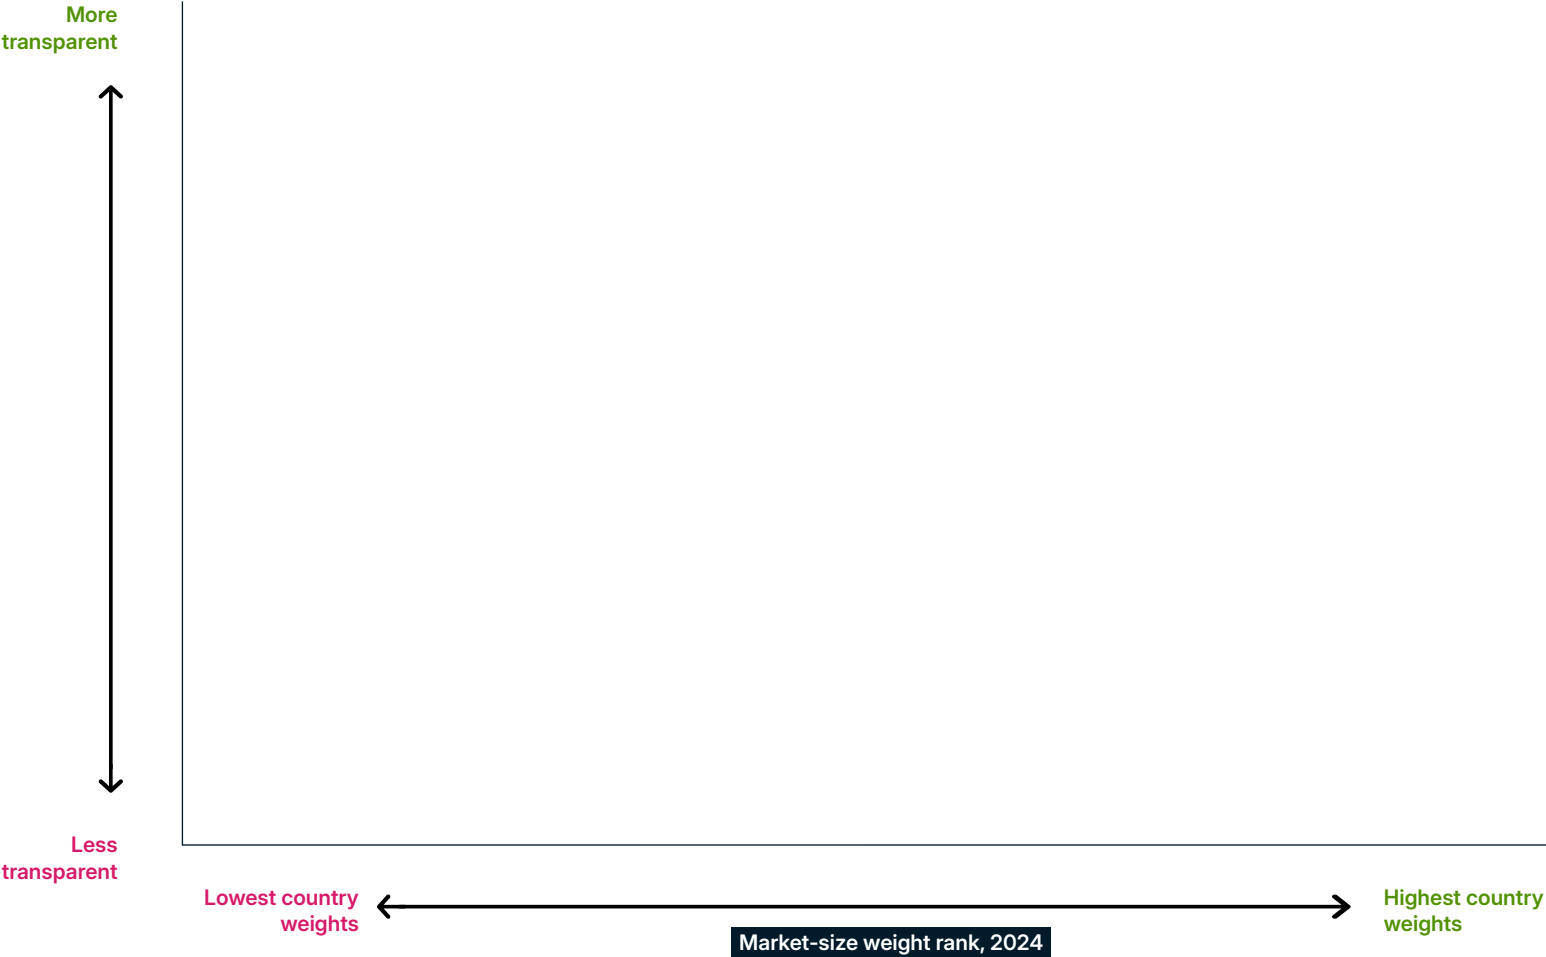 More
transparent
Less
transparent
Lowest country
weights
Highest country
weights
Market-size weight rank, 2024